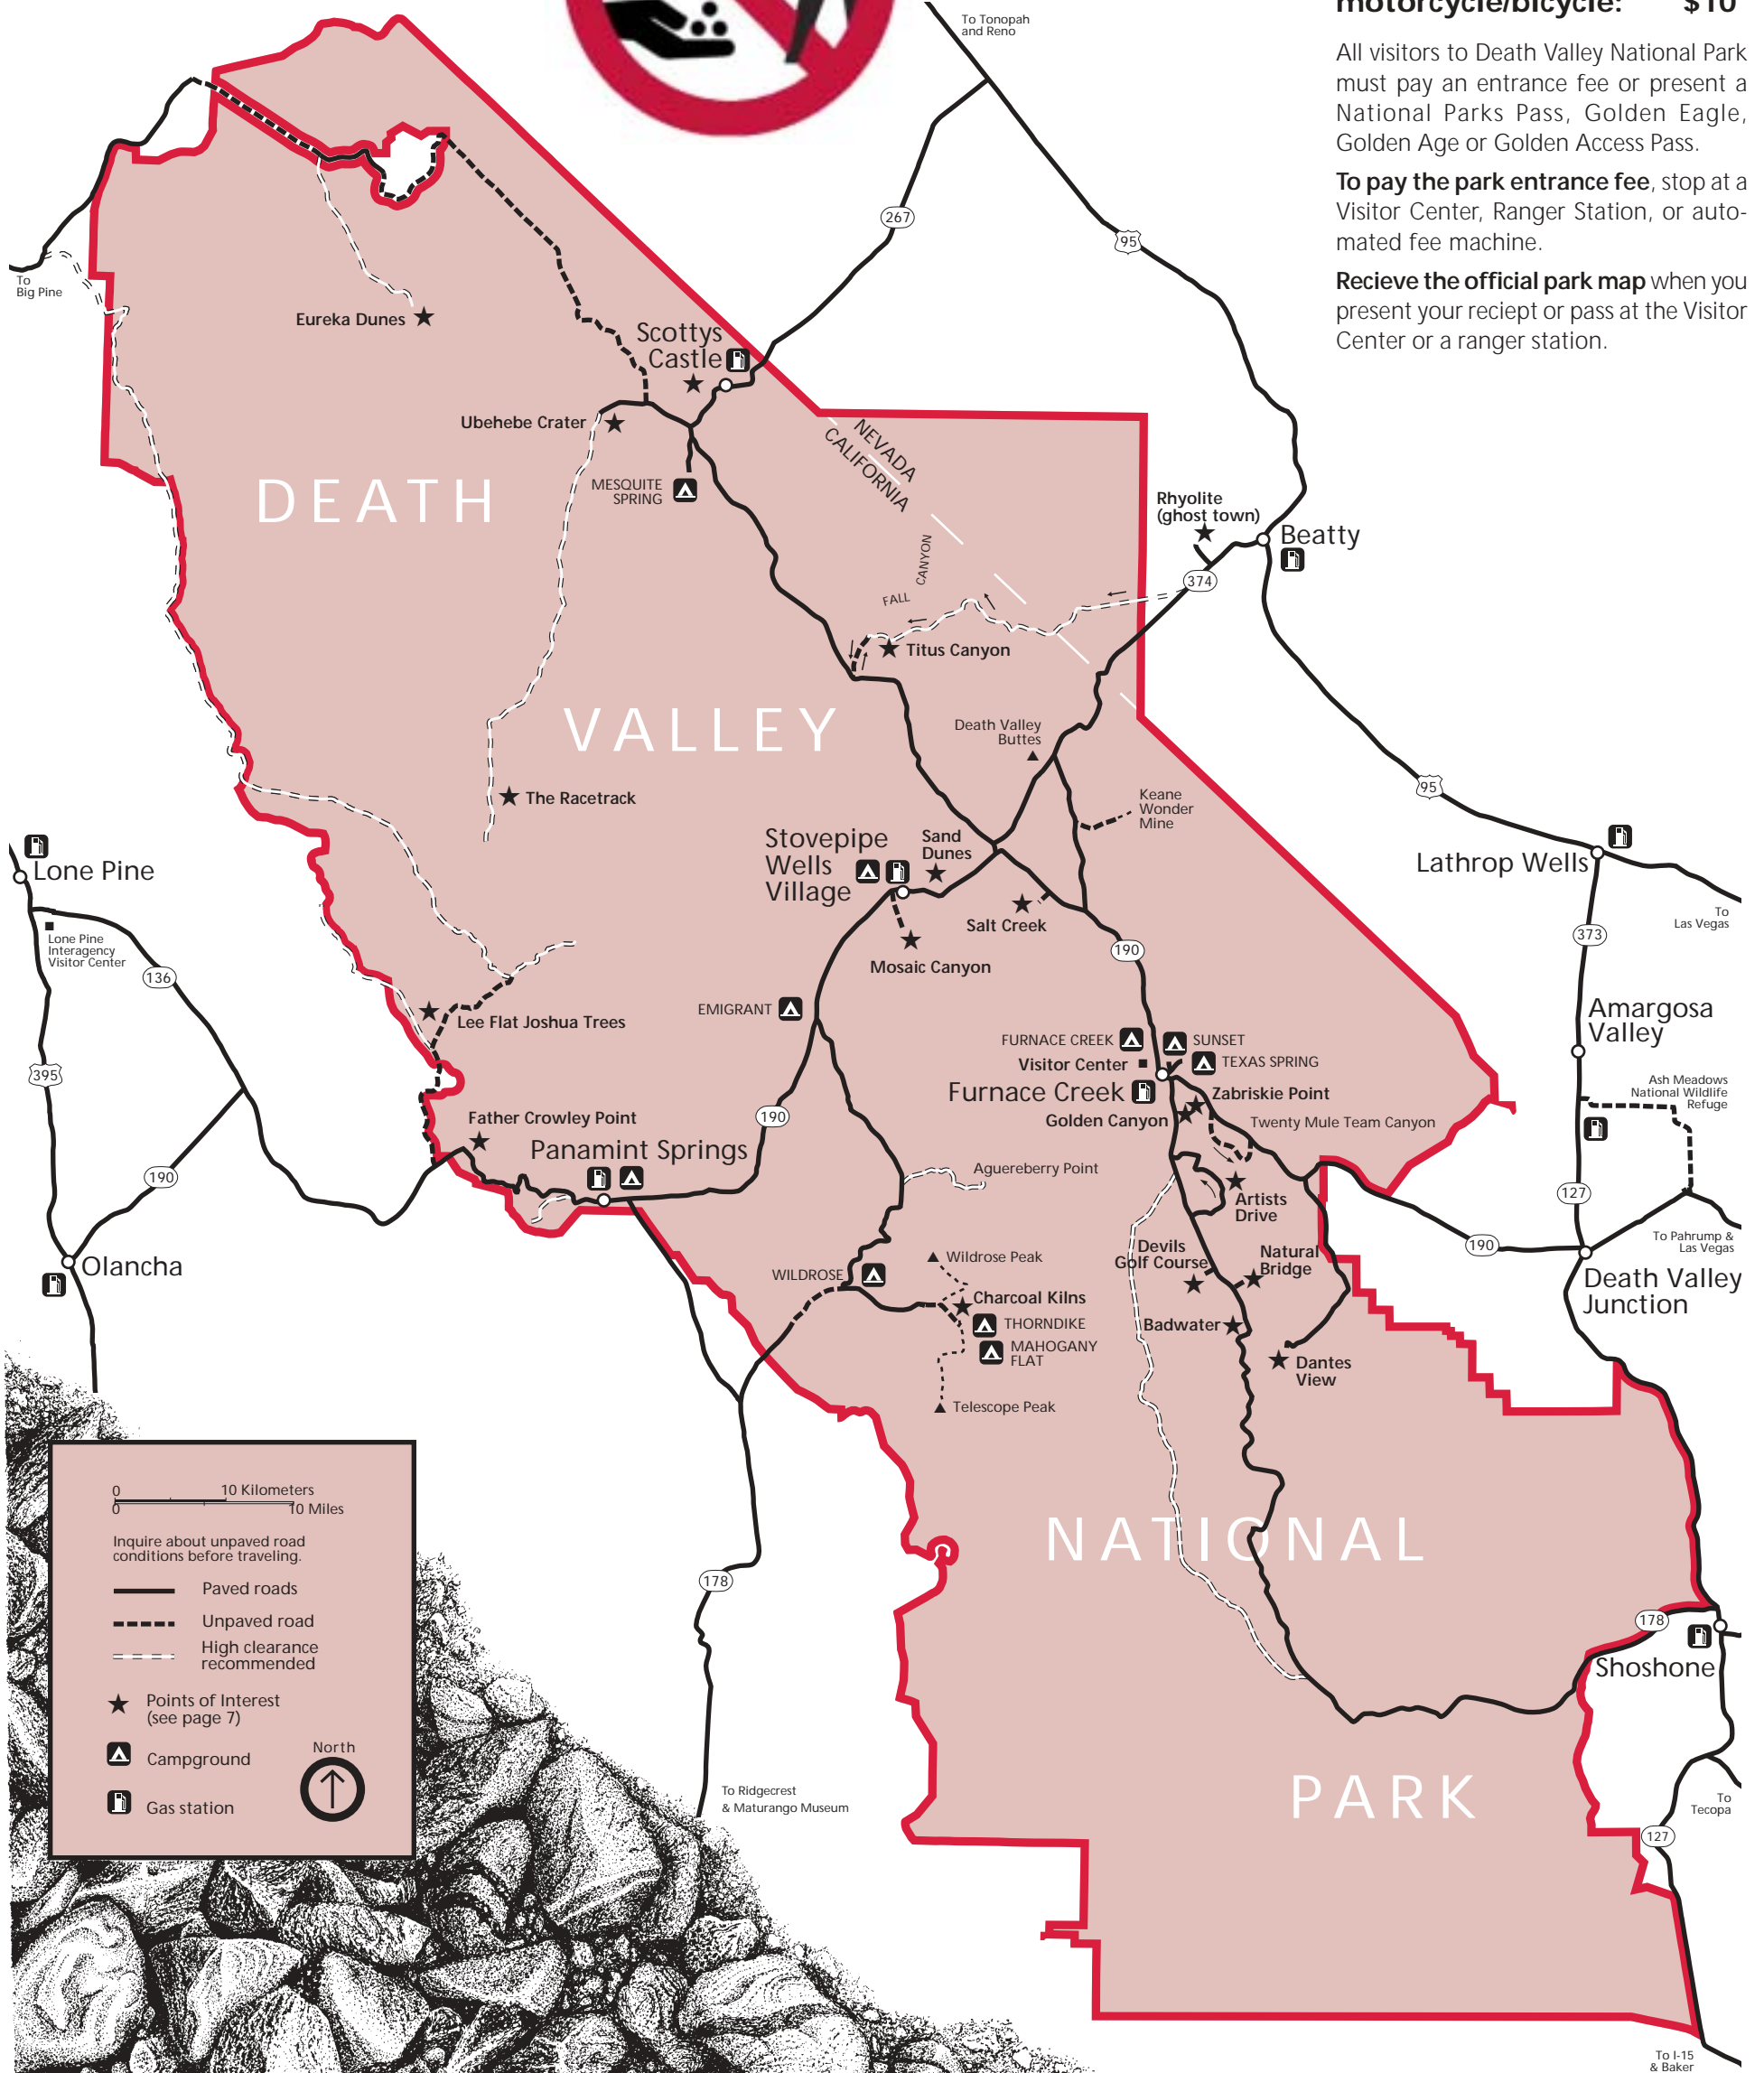 motorcycle/bicycle: $10
All visitors to Death Valley National Park
must pay an entrance fee or present a
National Parks Pass, Golden Eagle,
Golden Age or Golden Access Pass.
To pay the park entrance fee, stop at a
Visitor Center, Ranger Station, or auto-
mated fee machine.
Recieve the official park map when you
present your reciept or pass at the Visitor
Center or a ranger station.
To Tonopah
and Reno
267
95
To
Big Pine
Eureka Dunes
Scottys
Castle
Ubehebe Crater
NEVADA
CALIFORNIA
DEATH
MESQUITE
SPRING
Rhyolite
(ghost town)
Beatty
374
FALL
CANYON
Titus Canyon
VALLEY
Death Valley
Buttes
The Racetrack
Keane
Wonder
Mine
95
Stovepipe
Wells
Village
Sand
Dunes
Lathrop Wells
Lone Pine
To
Las Vegas
Salt Creek
Lone Pine
Interagency
Visitor Center
136
190
373
Mosaic Canyon
EMIGRANT
Lee Flat Joshua Trees
Amargosa
Valley
FURNACE CREEK
SUNSET
Visitor Center
TEXAS SPRING
395
Furnace Creek
Zabriskie Point
Ash Meadows
National Wildlife
Refuge
Golden Canyon
Twenty Mule Team Canyon
Father Crowley Point
190
Panamint Springs
190
Aguereberry Point
127
Artists
Drive
Olancha
Wildrose Peak
Devils
Golf Course
Natural
Bridge
190
To Pahrump &
Las Vegas
WILDROSE
Death Valley
Junction
Charcoal Kilns
THORNDIKE
Badwater
MAHOGANY
FLAT
Dantes
View
Telescope Peak
0 10 Kilometers
0 10 Miles
Inquire about unpaved road
conditions before traveling.
Paved roads
Unpaved road
High clearance
recommended
Points of Interest
(see page 7)
Campground
Gas station
North
NATIONAL
178
178
Shoshone
To Ridgecrest
& Maturango Museum
PARK
To
Tecopa
127
To I-15
& Baker